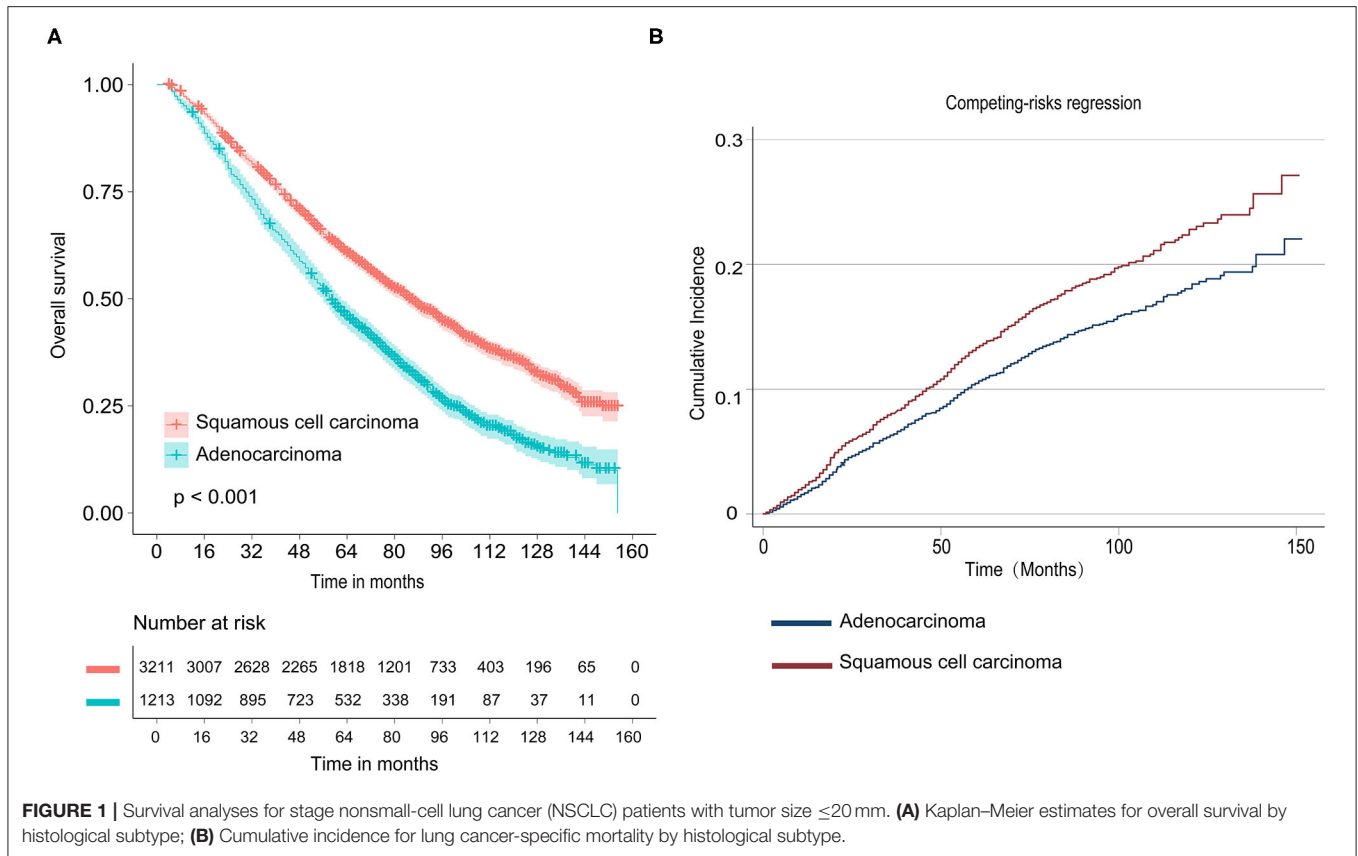 A
1.00
0.75
0.50
0.25
0.00
Overall survival
Squamous cell carcinoma
Adenocarcinoma
p < 0.001
0 16 32 48 64 80 96 112 128 144 160
Time in months
Number at risk
3211 3007 2628 2265 1818 1201 733 403 196 65 0
1213 1092 895 723 532 338 191 87 37 11 0
0 16 32 48 64 80 96 112 128 144 160
Time in months
B
Competing-risks regression
0.3
0.2
0.1
0
Cumulative Incidence
0 50 100 150
Time（Months）
Adenocarcinoma
Squamous cell carcinoma
FIGURE 1 | Survival analyses for stage nonsmall-cell lung cancer (NSCLC) patients with tumor size ≤20 mm. (A) Kaplan–Meier estimates for overall survival by
histological subtype; (B) Cumulative incidence for lung cancer-specific mortality by histological subtype.